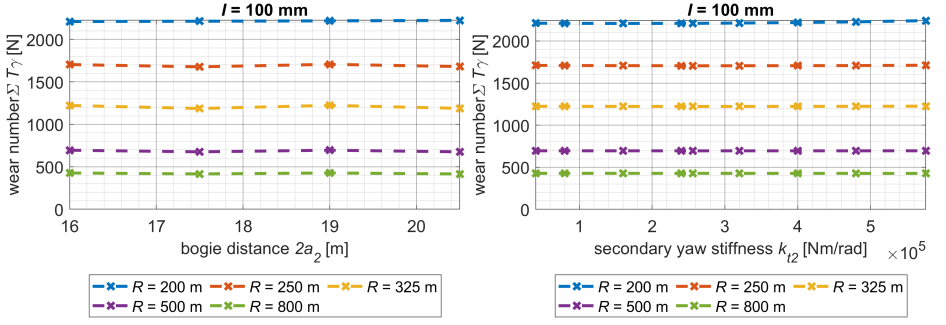 I = 100 mm
wear number Σ Tγ [N]
2000
1500
1000
500
0
16 17 18 19 20
bogie distance 2a₂ [m]
R = 200 m R = 250 m R = 325 m
R = 500 m R = 800 m
I = 100 mm
wear number Σ Tγ [N]
2000
1500
1000
500
0
1 2 3 4 5
×10⁵
secondary yaw stiffness kₜ₂ [Nm/rad]
R = 200 m R = 250 m R = 325 m
R = 500 m R = 800 m